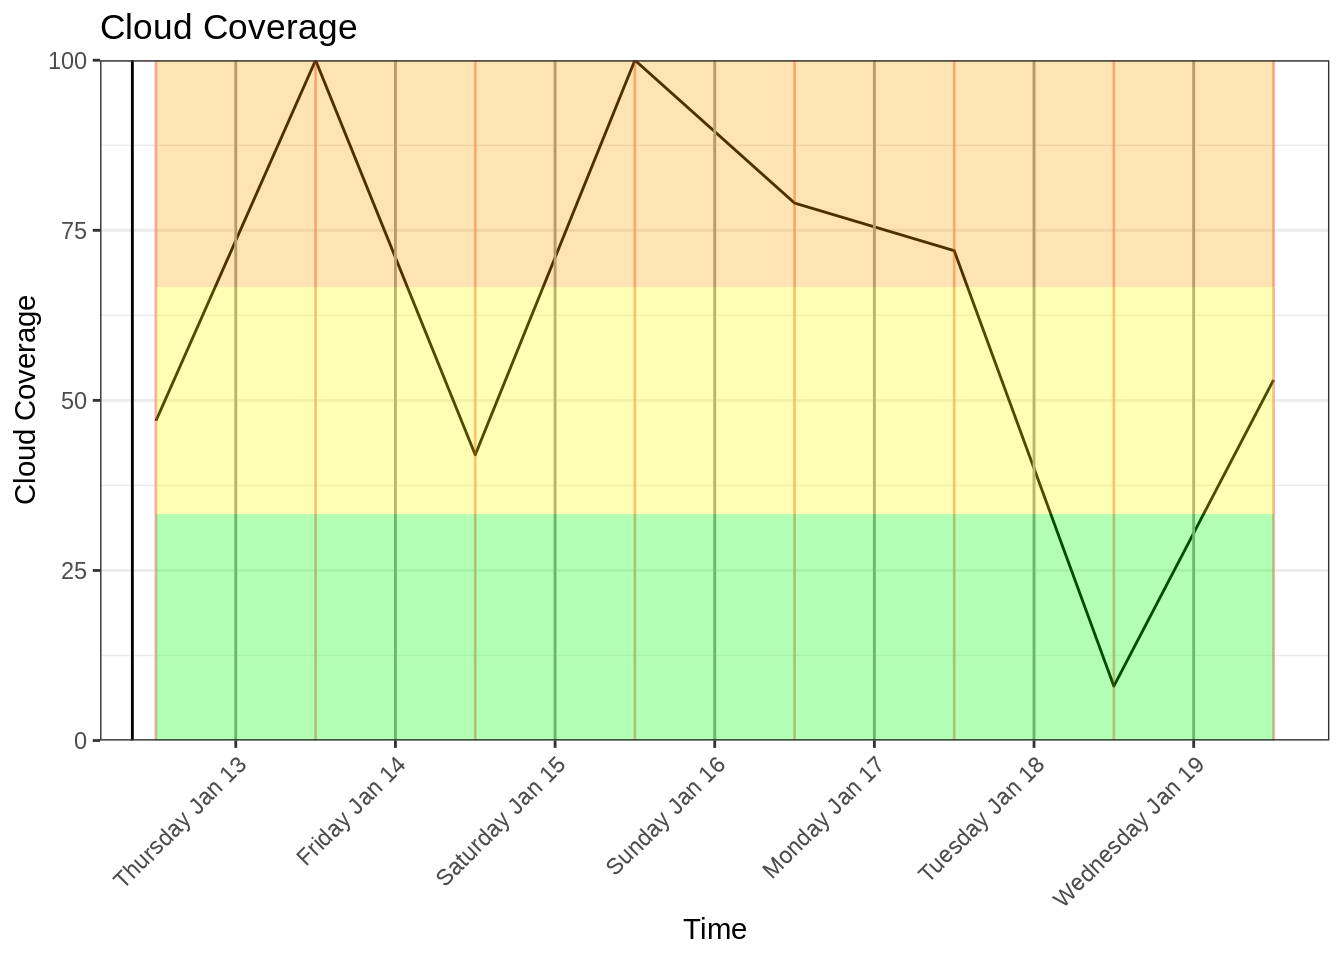 Cloud Coverage
100
75
50
25
0
Cloud Coverage
Thursday Jan 13
Friday Jan 14
Saturday Jan 15
Sunday Jan 16
Monday Jan 17
Tuesday Jan 18
Wednesday Jan 19
Time